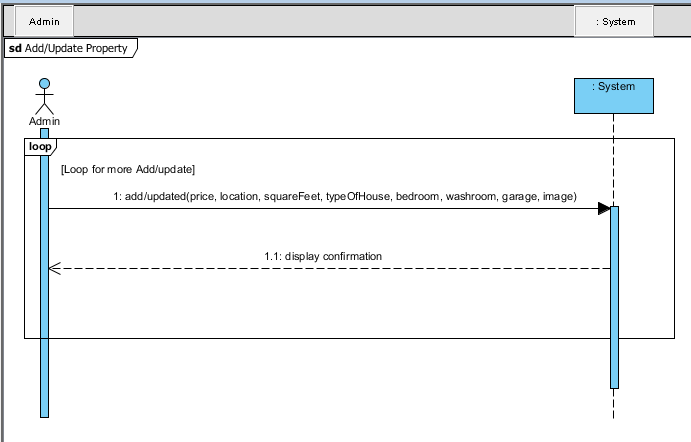 Admin
: System
sd Add/Update Property
: System
Admin
loop
[Loop for more Add/update]
1: add/updated(price, location, squareFeet, typeOfHouse, bedroom, washroom, garage, image)
1.1: display confirmation